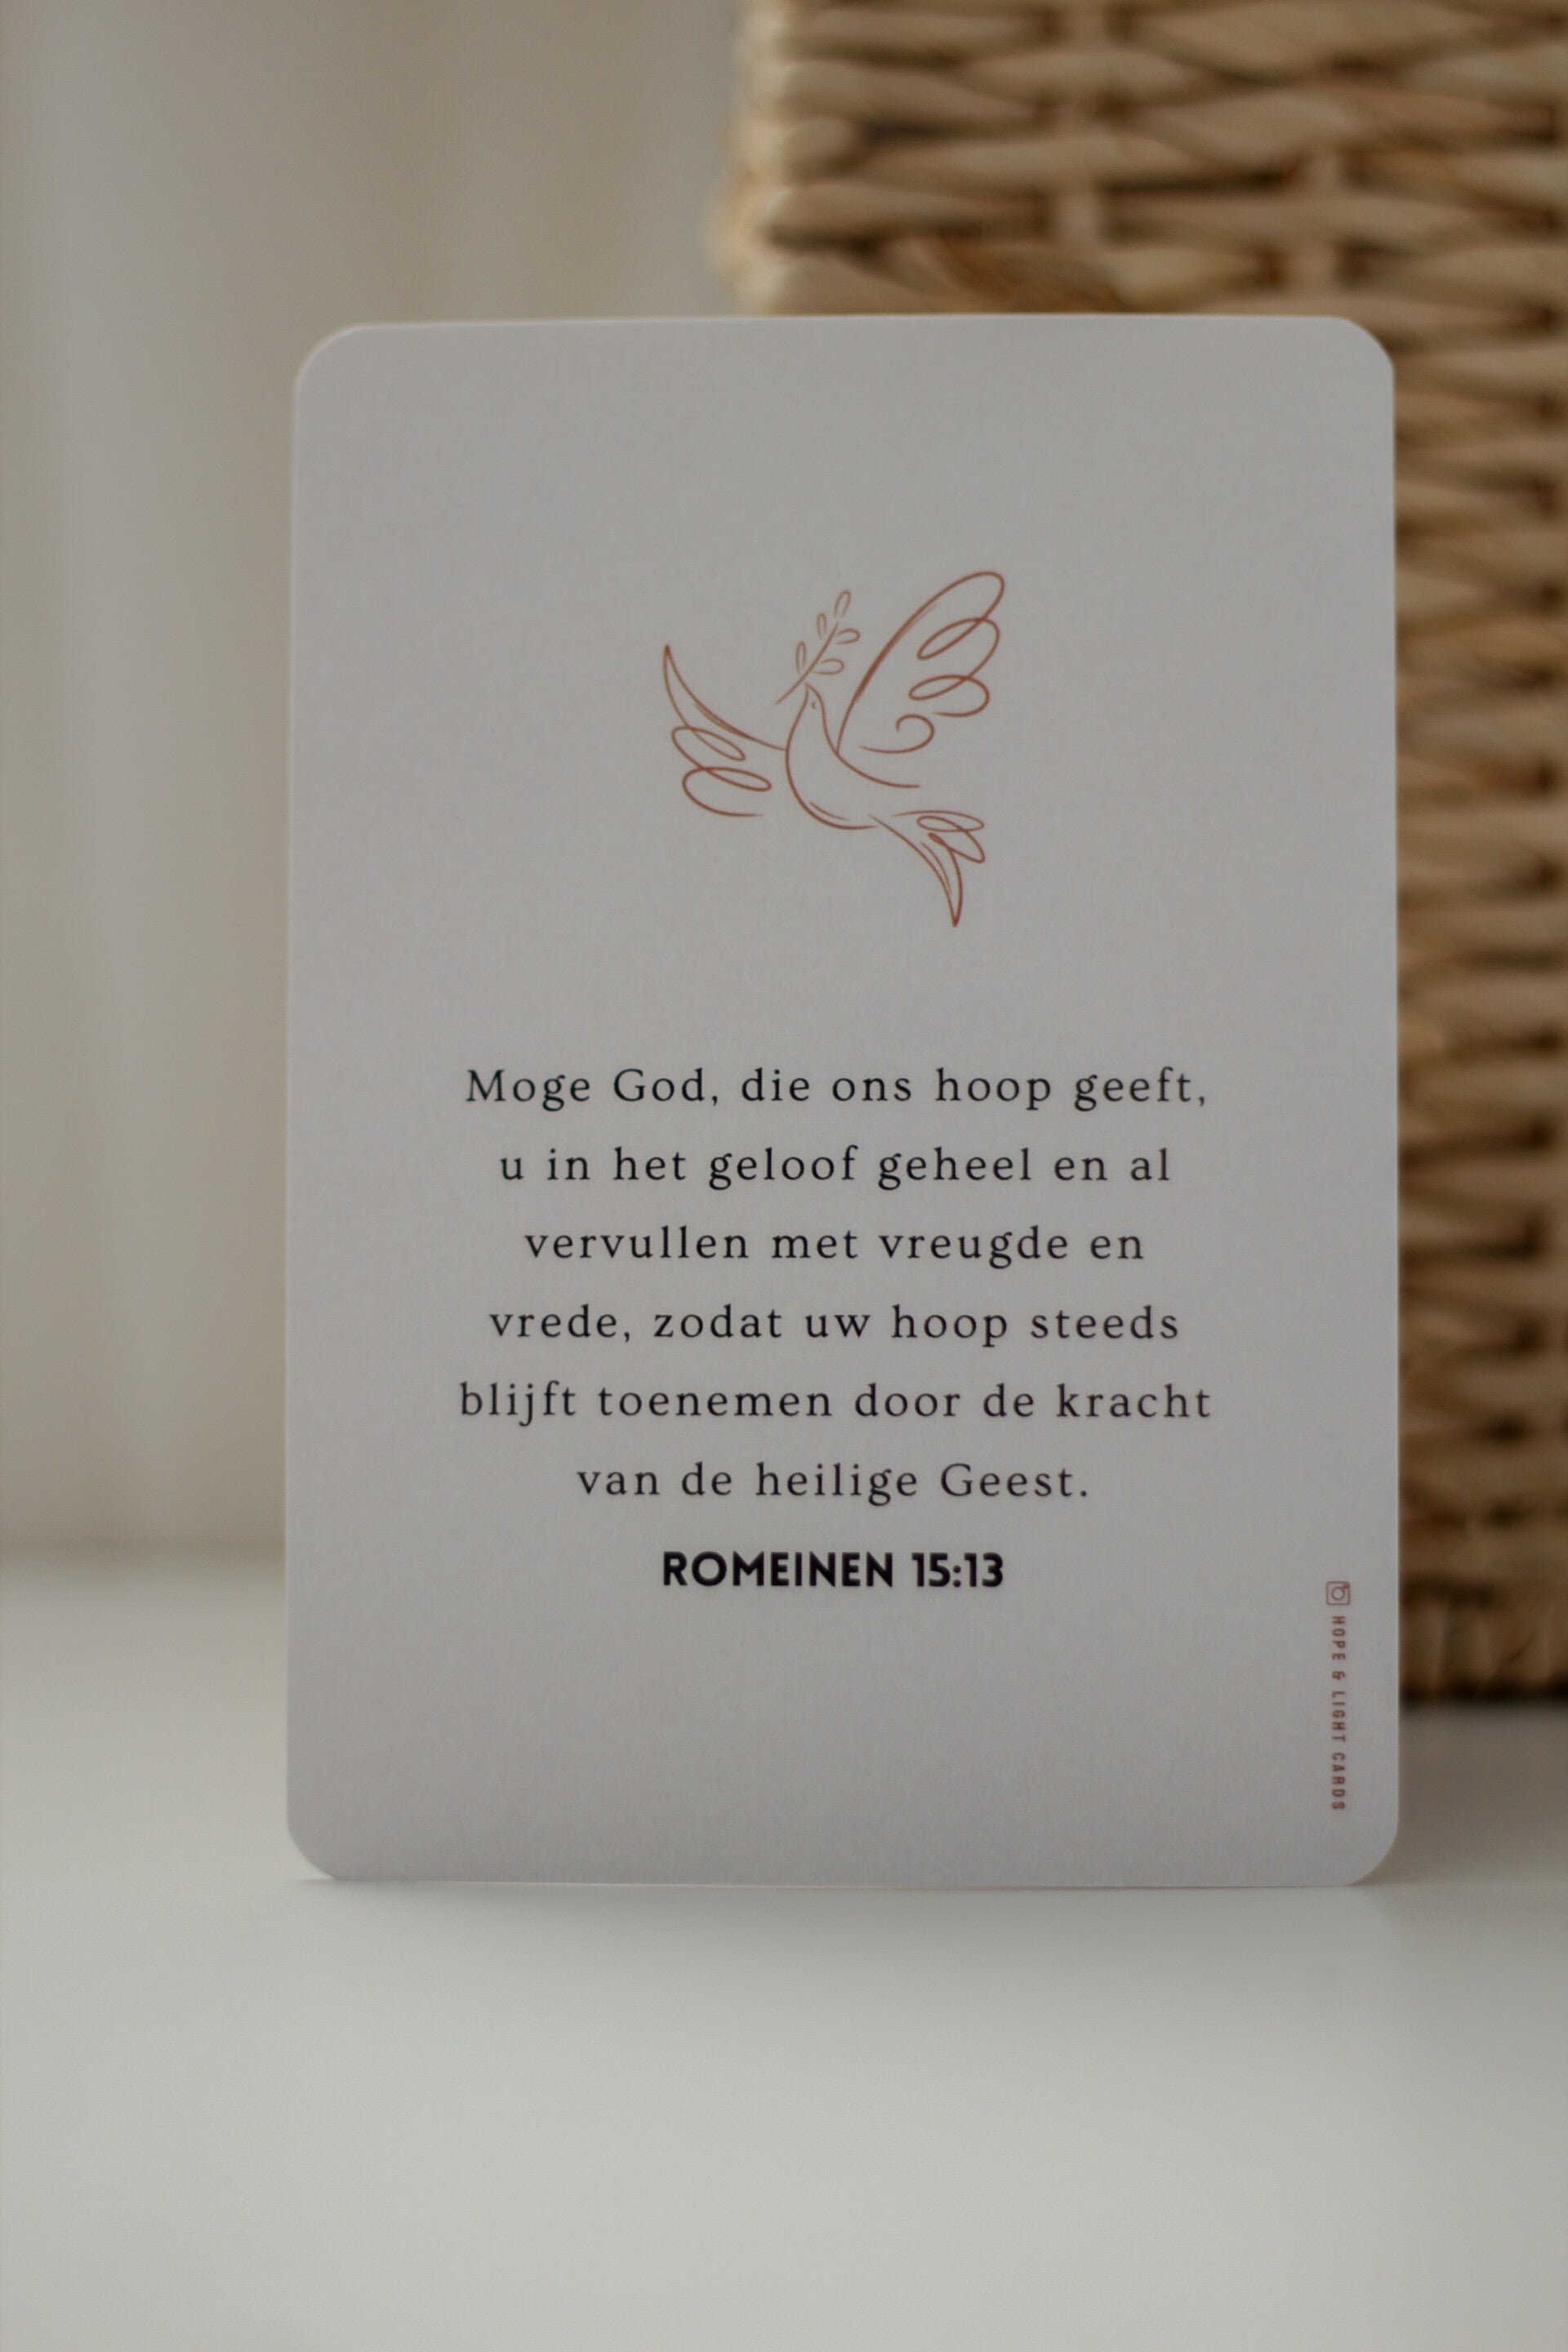 Moge God, die ons hoop geeft,
u in het geloof geheel en al
vervullen met vreugde en
vrede, zodat uw hoop steeds
blijft toenemen door de kracht
van de heilige Geest.
ROMEINEN 15:13
HOPE & LIGHT CARDS